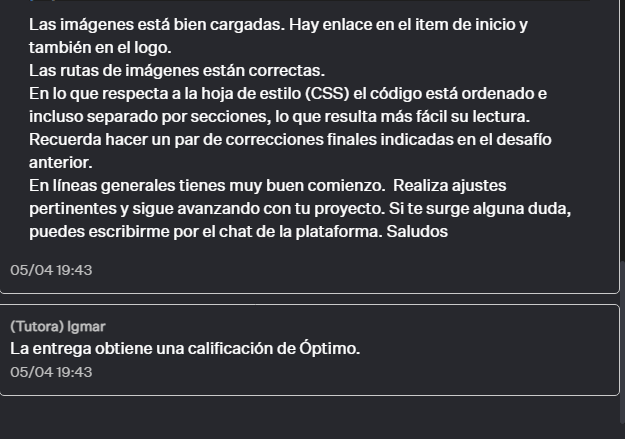 Las imágenes está bien cargadas. Hay enlace en el item de inicio y
también en el logo.
Las rutas de imágenes están correctas.
En lo que respecta a la hoja de estilo (CSS) el código está ordenado e
incluso separado por secciones, lo que resulta más fácil su lectura.
Recuerda hacer un par de correcciones finales indicadas en el desafío
anterior.
En líneas generales tienes muy buen comienzo.  Realiza ajustes
pertinentes y sigue avanzando con tu proyecto. Si te surge alguna duda,
puedes escribirme por el chat de la plataforma. Saludos
05/04 19:43
(Tutora) Igmar
La entrega obtiene una calificación de Óptimo.
05/04 19:43